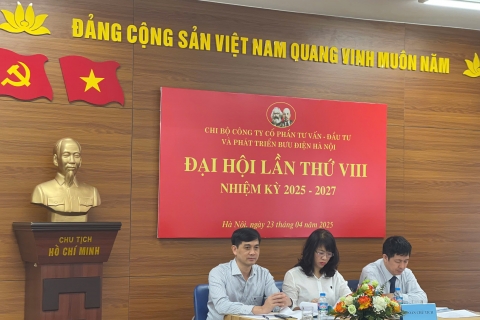 ĐẢNG CỘNG SẢN VIỆT NAM QUANG VINH MUÔN NĂM
CHI BỘ CÔNG TY CỔ PHẦN TƯ VẤN - ĐẦU TƯ
VÀ PHÁT TRIỂN BƯU ĐIỆN HÀ NỘI
ĐẠI HỘI LẦN THỨ VIII
NHIỆM KỲ 2025 - 2027
Hà Nội, ngày 23 tháng 04 năm 2025
CHỦ TỊCH
HỒ CHÍ MINH